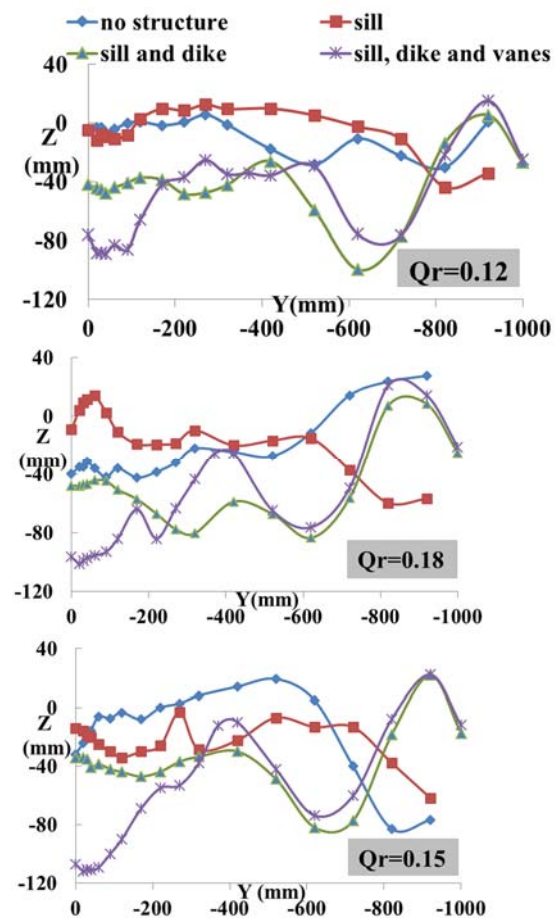 no structure sill
sill and dike sill, dike and vanes
40
0
Z
(mm)
-40
-80
-120
0 -200 -400 -600 -800 -1000
Y(mm)
Qr=0.12
40
0
Z
(mm)
-40
-80
-120
0 -200 -400 -600 -800 -1000
Y(mm)
Qr=0.18
40
0
Z
(mm)
-40
-80
-120
0 -200 -400 -600 -800 -1000
Y (mm)
Qr=0.15